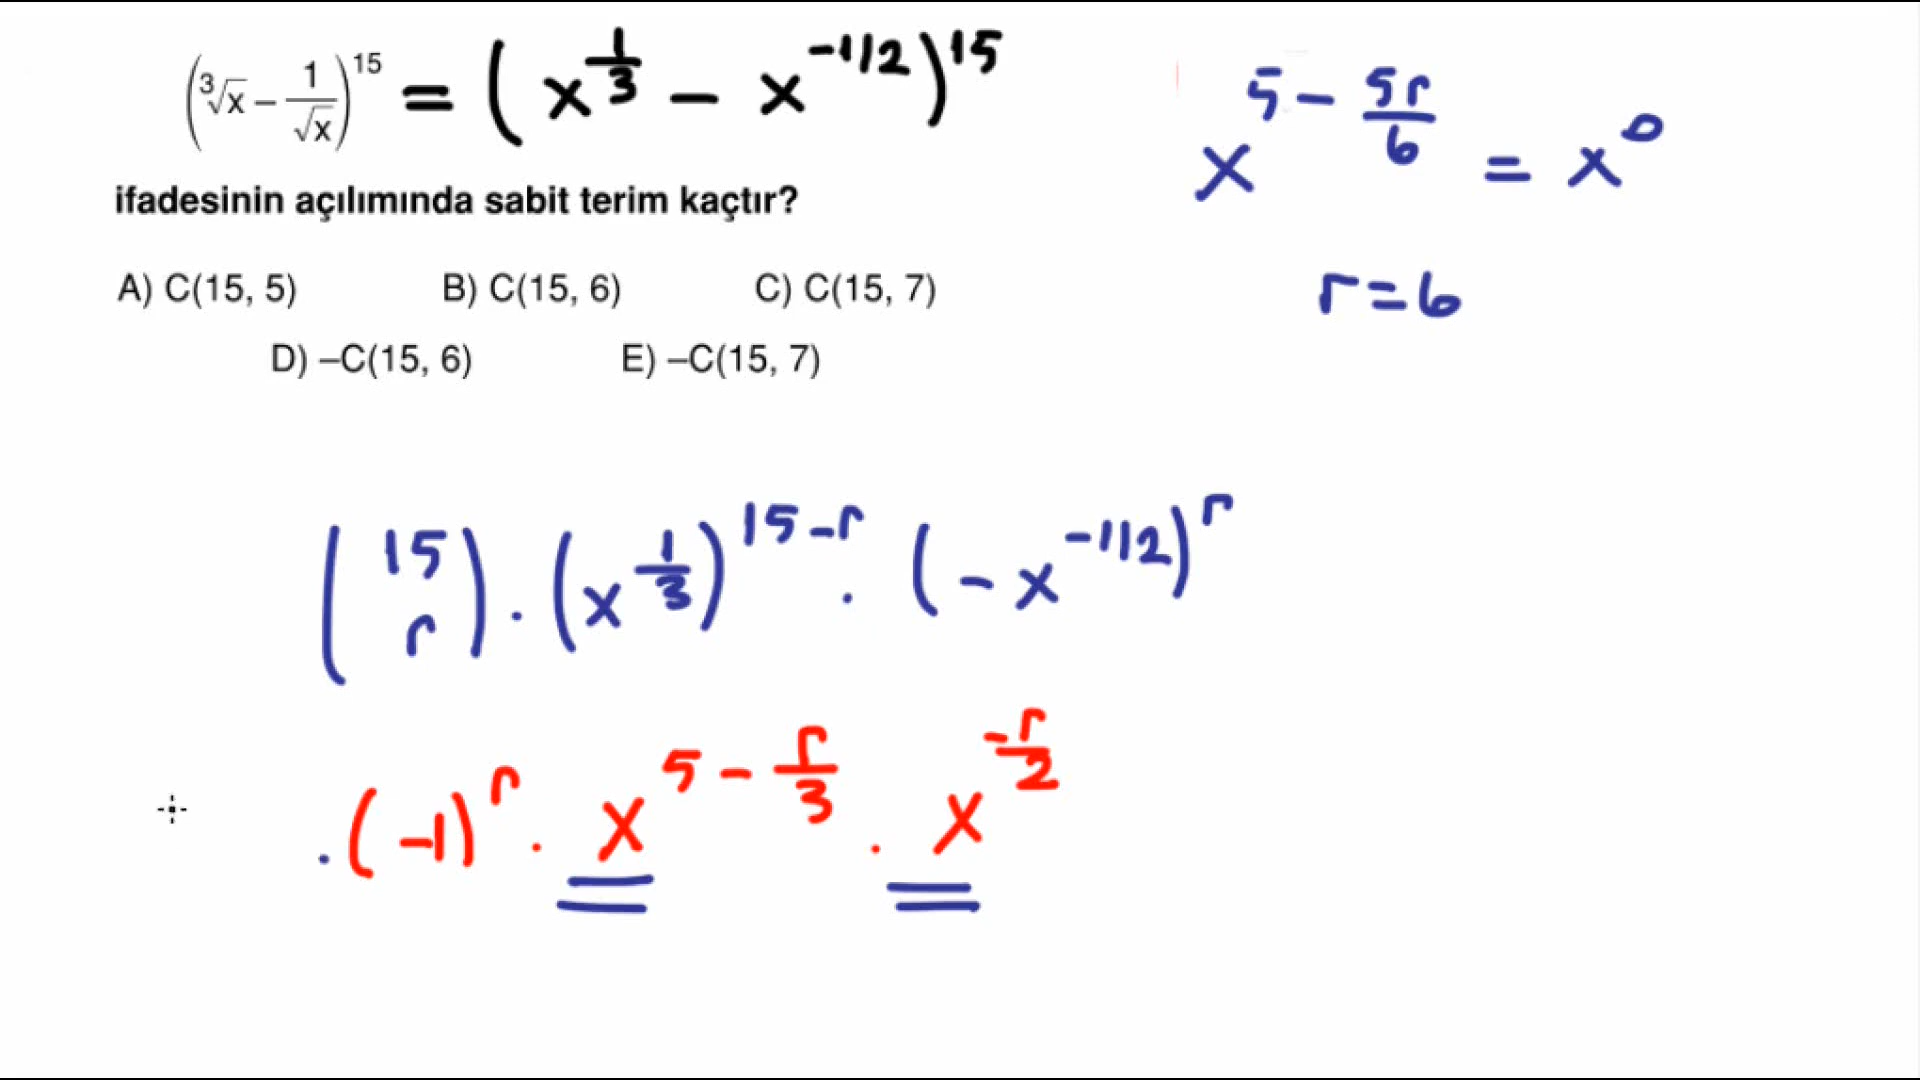 (³√x − 1/√x)¹⁵ = (x^(1/3) − x^(−1/2))^15
ifadesinin açılımında sabit terim kaçtır?
A) C(15, 5) B) C(15, 6) C) C(15, 7)
D) –C(15, 6) E) –C(15, 7)
x^(5 − 5r/6) = x^0
r = 6
(15 r) . (x^(1/3))^(15−r) . (−x^(−1/2))^r
. (−1)^r . x^(5 − r/3) . x^(−r/2)